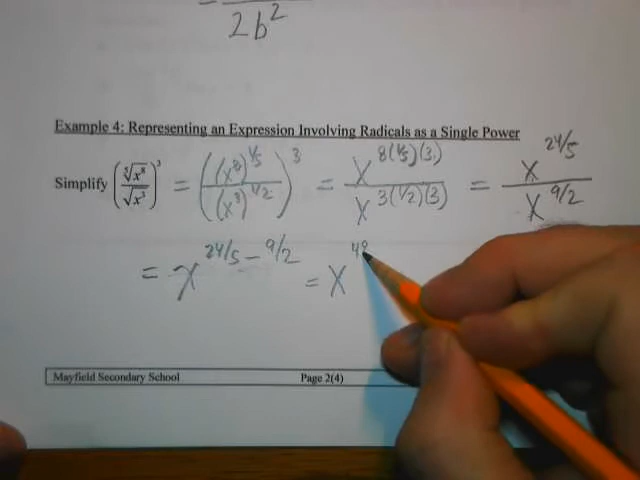 2b²
Example 4: Representing an Expression Involving Radicals as a Single Power
Simplify (⁵√x⁸ / √x³)³ = ((x⁸)^1/5 / (x³)^1/2)³ = x^8(1/5)(3) / x^3(1/2)(3) = x^24/5 / x^9/2
= x^24/5 - 9/2 = x^48
Mayfield Secondary School Page 2(4)